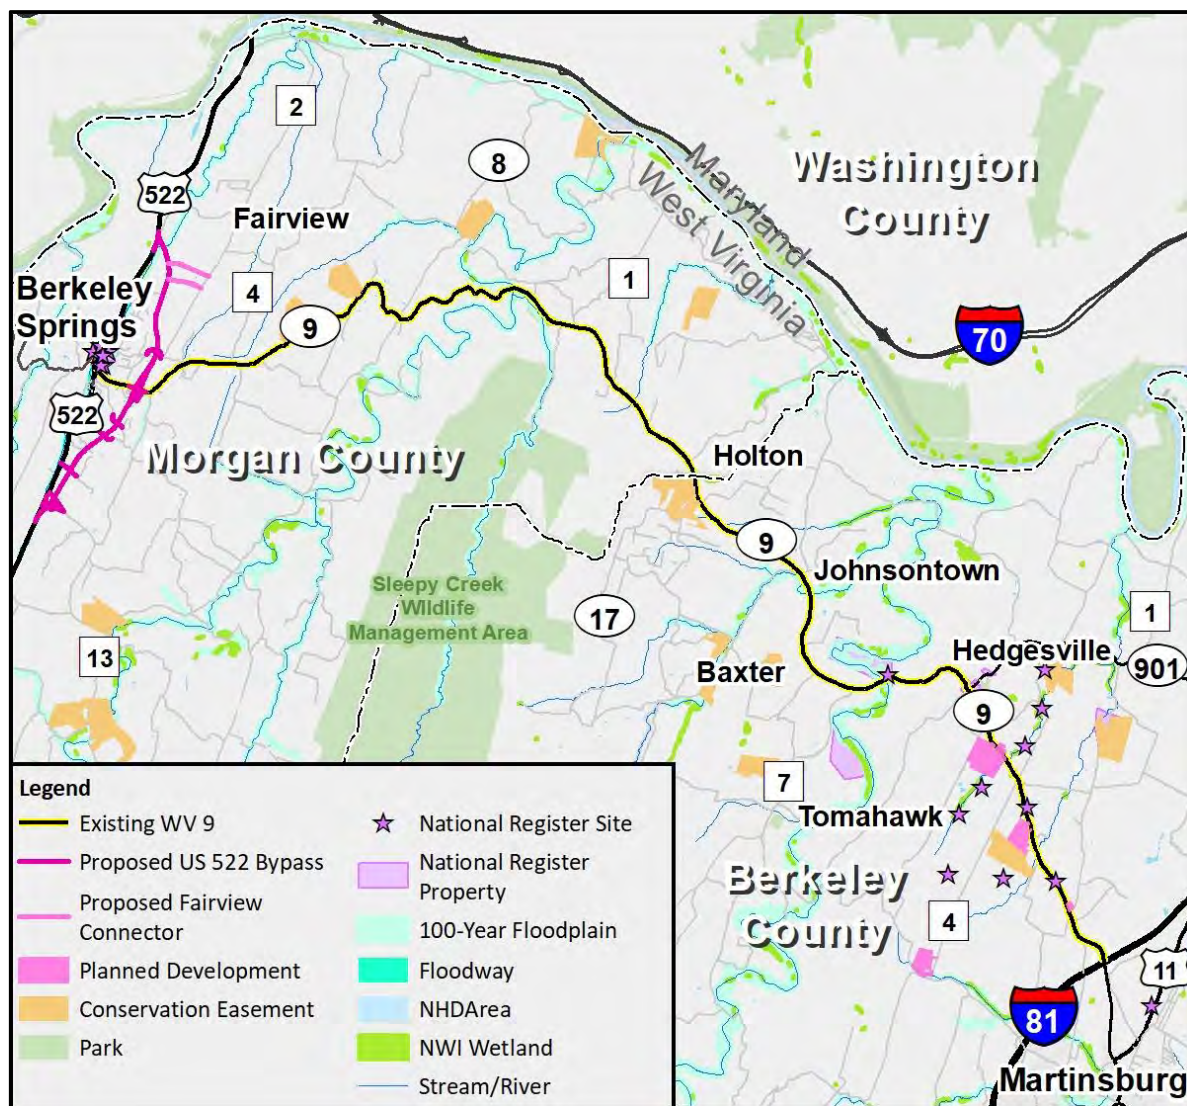 2
8
Maryland
West Virginia
Washington
County
522
Fairview
4
1
Berkeley
Springs
9
70
522
Morgan County
Holton
9
Johnsontown
Sleepy Creek
WIldlife
Management Area
17
1
13
Hedgesville
901
Baxter
9
7
Tomahawk
Berkeley
County
4
11
81
Martinsburg
Legend
Existing WV 9
Proposed US 522 Bypass
Proposed Fairview
Connector
Planned Development
Conservation Easement
Park
National Register Site
National Register
Property
100-Year Floodplain
Floodway
NHDArea
NWI Wetland
Stream/River